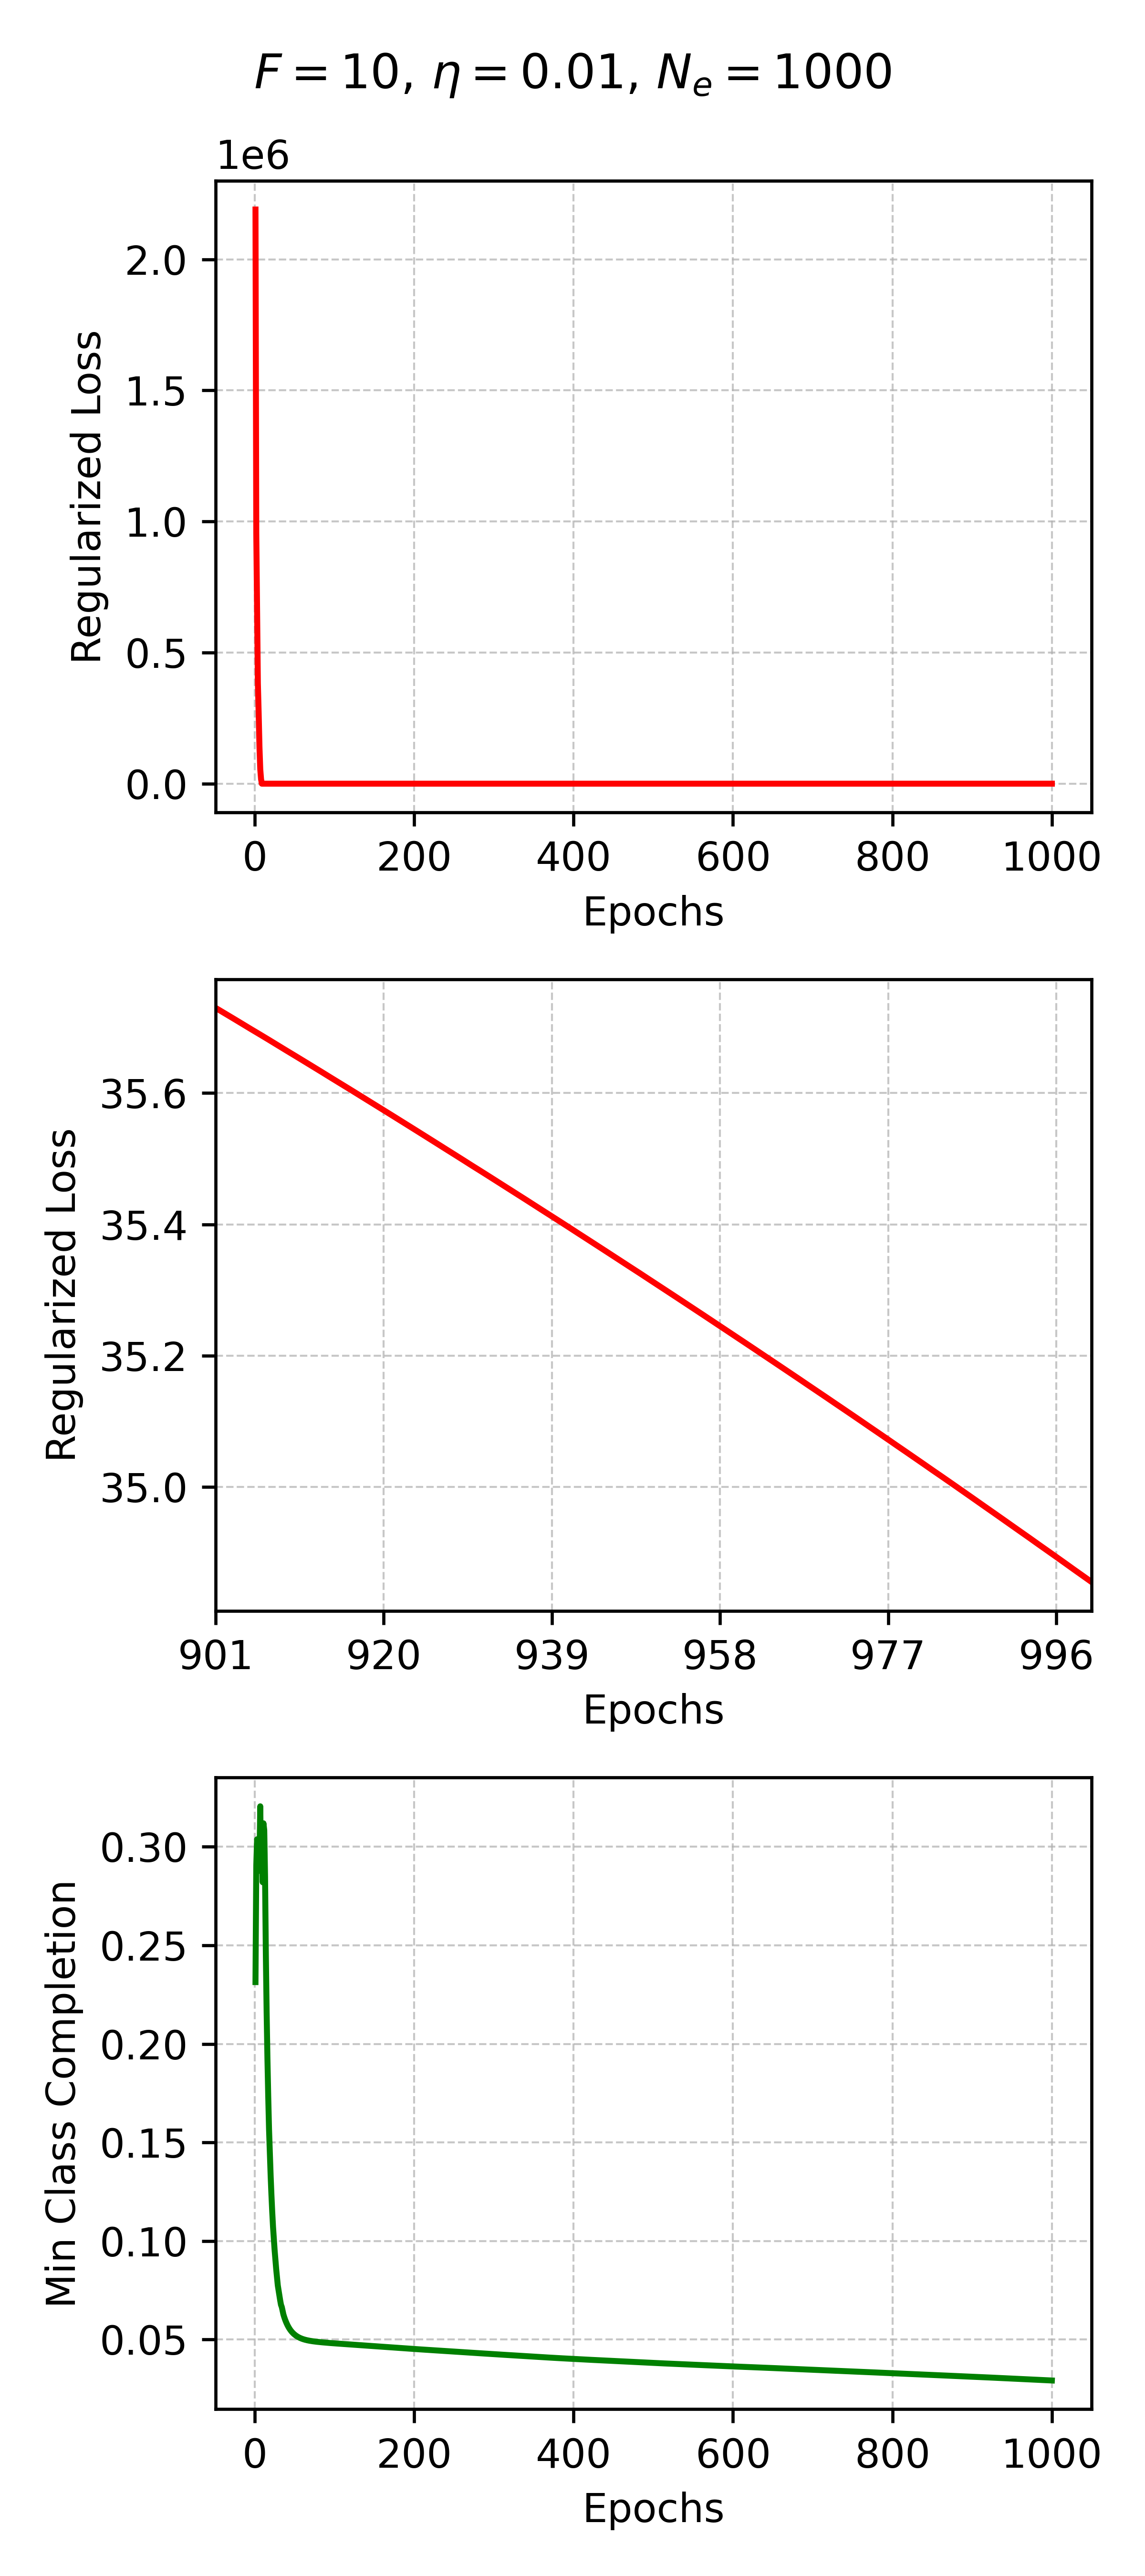 F = 10, η = 0.01, Nₑ = 1000
1e6
2.0
1.5
1.0
0.5
0.0
Regularized Loss
0 200 400 600 800 1000
Epochs
35.6
35.4
35.2
35.0
Regularized Loss
901 920 939 958 977 996
Epochs
0.30
0.25
0.20
0.15
0.10
0.05
Min Class Completion
0 200 400 600 800 1000
Epochs